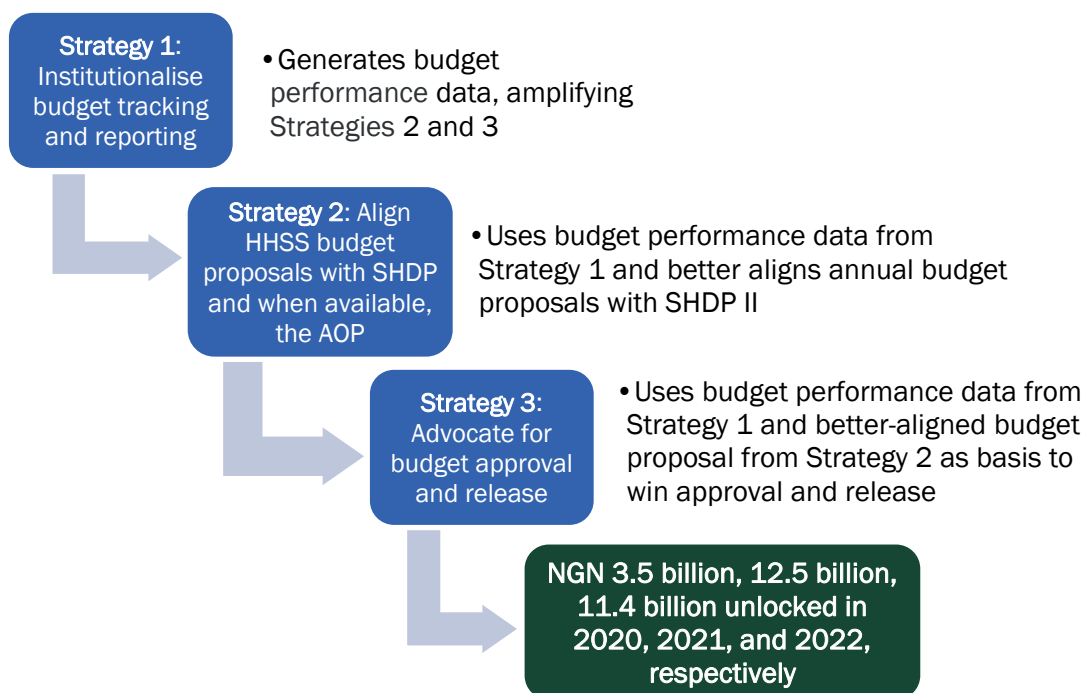 Strategy 1:
Institutionalise
budget tracking
and reporting
•Generates budget
performance data, amplifying
Strategies 2 and 3
Strategy 2: Align
HHSS budget
proposals with SHDP
and when available,
the AOP
•Uses budget performance data from
Strategy 1 and better aligns annual budget
proposals with SHDP II
Strategy 3:
Advocate for
budget approval
and release
•Uses budget performance data from
Strategy 1 and better-aligned budget
proposal from Strategy 2 as basis to
win approval and release
NGN 3.5 billion, 12.5 billion,
11.4 billion unlocked in
2020, 2021, and 2022,
respectively